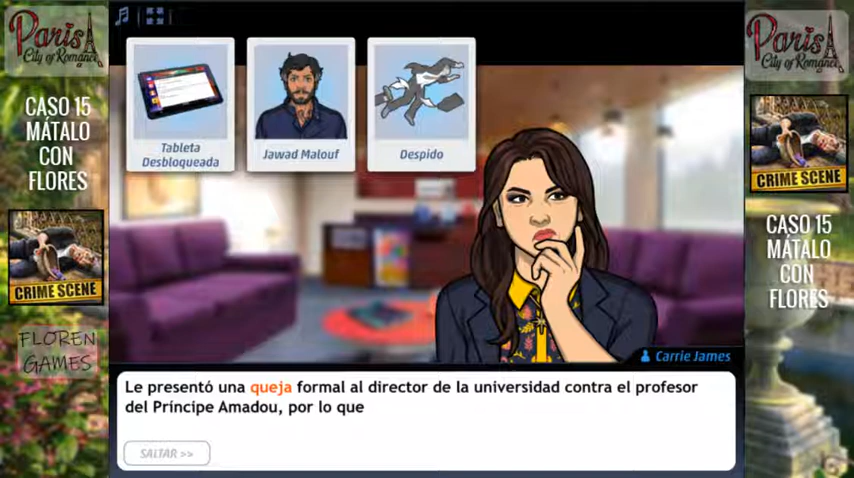 Paris
City of Romance
CASO 15
MÁTALO
CON
FLORES
CRIME SCENE
FLOREN
GAMES
Tableta
Desbloqueada
Jawad Malouf
Despido
Carrie James
Le presentó una queja formal al director de la universidad contra el profesor
del Príncipe Amadou, por lo que
SALTAR >>
Paris
City of Romance
CRIME SCENE
CASO 15
MÁTALO
CON
FLORES